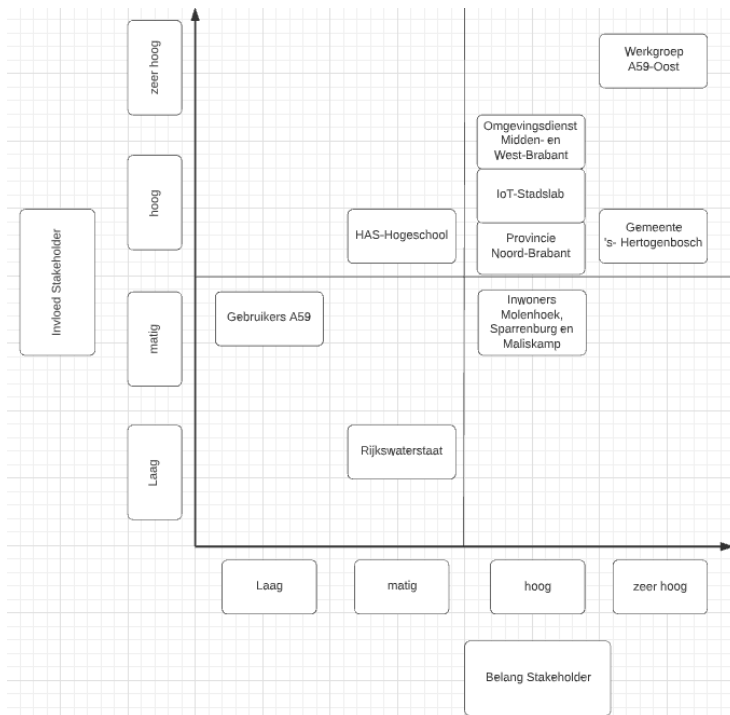 zeer hoog
Werkgroep
A59-Oost
Omgevingsdienst
Midden- en
West-Brabant
hoog
IoT-Stadslab
Invloed Stakeholder
HAS-Hogeschool
Provincie
Noord-Brabant
Gemeente
's- Hertogenbosch
matig
Gebruikers A59
Inwoners
Molenhoek,
Sparrenburg en
Maliskamp
Laag
Rijkswaterstaat
Laag
matig
hoog
zeer hoog
Belang Stakeholder